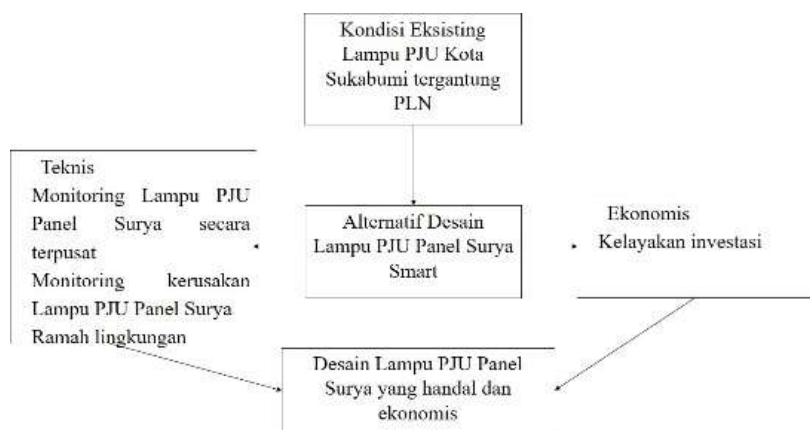 Kondisi Eksisting
Lampu PJU Kota
Sukabumi tergantung
PLN
Teknis
Monitoring Lampu PJU
Panel Surya secara
terpusat
Monitoring kerusakan
Lampu PJU Panel Surya
Ramah lingkungan
Alternatif Desain
Lampu PJU Panel Surya
Smart
Ekonomis
Kelayakan investasi
Desain Lampu PJU Panel
Surya yang handal dan
ekonomis